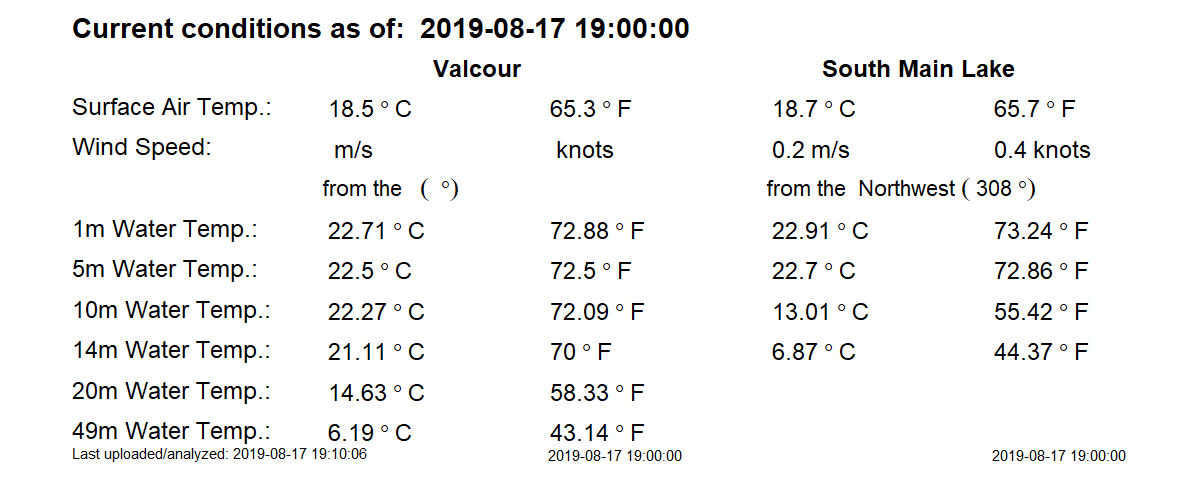 Current conditions as of: 2019-08-17 19:00:00
Valcour South Main Lake
Surface Air Temp.: 18.5 ° C 65.3 ° F 18.7 ° C 65.7 ° F
Wind Speed: m/s knots 0.2 m/s 0.4 knots
from the ( °) from the Northwest ( 308 °)
1m Water Temp.: 22.71 ° C 72.88 ° F 22.91 ° C 73.24 ° F
5m Water Temp.: 22.5 ° C 72.5 ° F 22.7 ° C 72.86 ° F
10m Water Temp.: 22.27 ° C 72.09 ° F 13.01 ° C 55.42 ° F
14m Water Temp.: 21.11 ° C 70 ° F 6.87 ° C 44.37 ° F
20m Water Temp.: 14.63 ° C 58.33 ° F
49m Water Temp.: 6.19 ° C 43.14 ° F
Last uploaded/analyzed: 2019-08-17 19:10:06 2019-08-17 19:00:00 2019-08-17 19:00:00